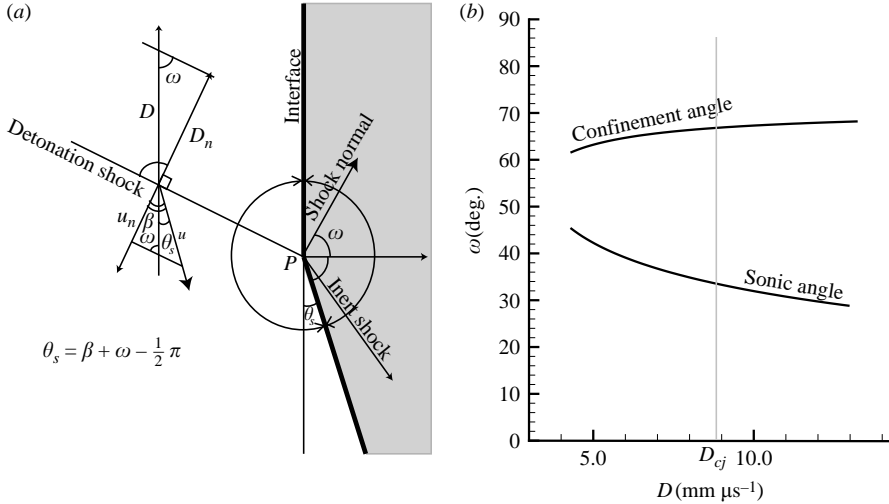 (a)
ω
D
D_n
Detonation shock
u_n
β
ω
θ_s
u
θ_s = β + ω − ½ π
Interface
Shock normal
ω
P
Inert shock
θ_s
(b)
90
80
70
60
50
40
30
20
10
0
ω (deg.)
Confinement angle
Sonic angle
5.0
D_cj
10.0
D (mm μs⁻¹)